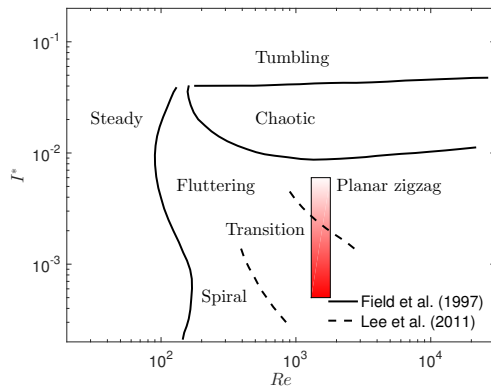 10^-1
Tumbling
Steady
Chaotic
10^-2
I*
Fluttering
Planar zigzag
Transition
10^-3
Spiral
Field et al. (1997)
Lee et al. (2011)
10^2
10^3
10^4
Re